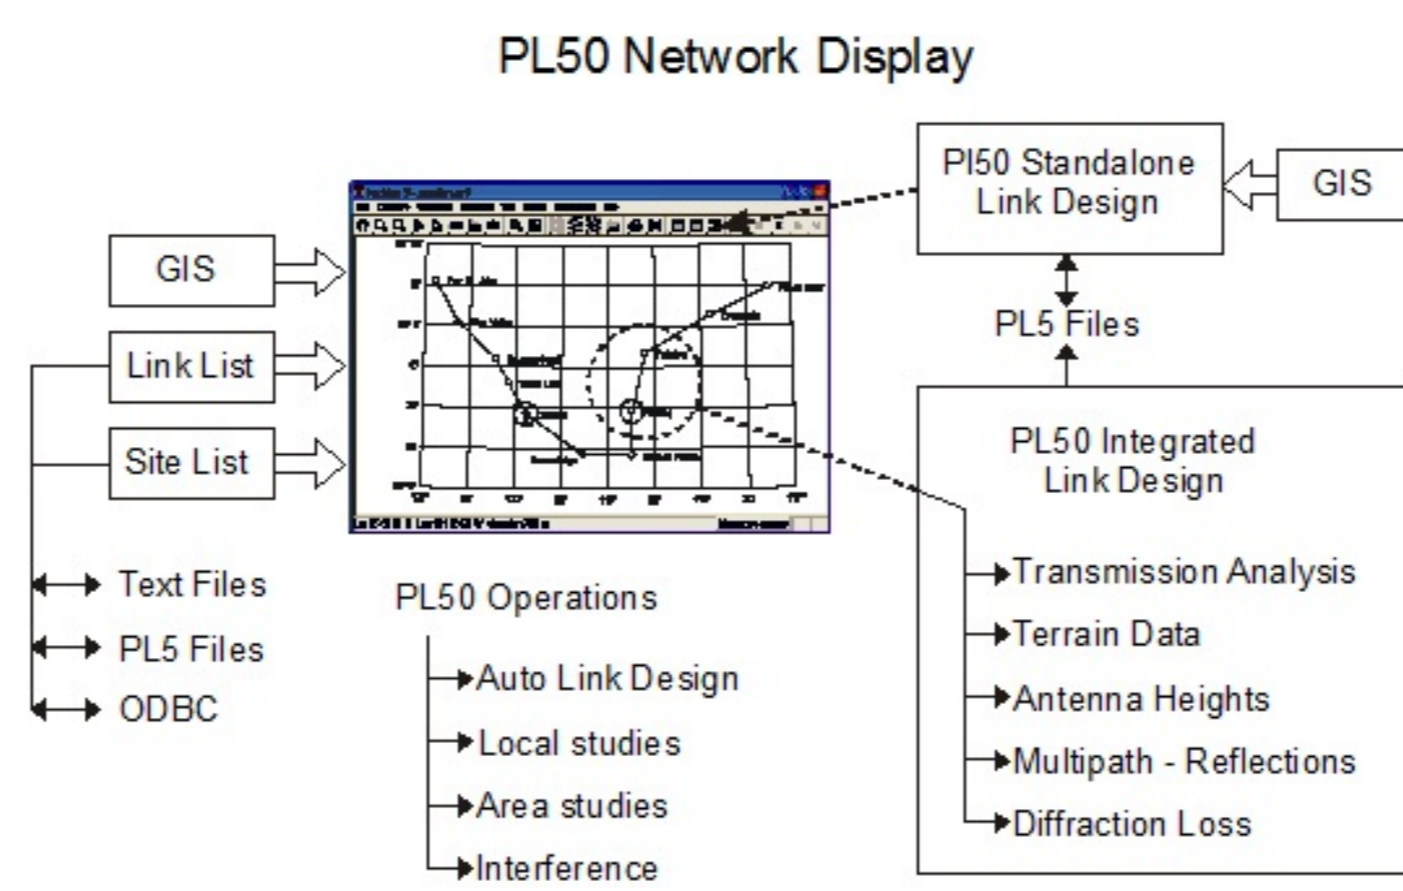 PL50 Network Display
Pl50 Standalone
Link Design
GIS
GIS
Link List
Site List
PL5 Files
PL50 Integrated
Link Design
Transmission Analysis
Terrain Data
Antenna Heights
Multipath - Reflections
Diffraction Loss
Text Files
PL5 Files
ODBC
PL50 Operations
Auto Link Design
Local studies
Area studies
Interference